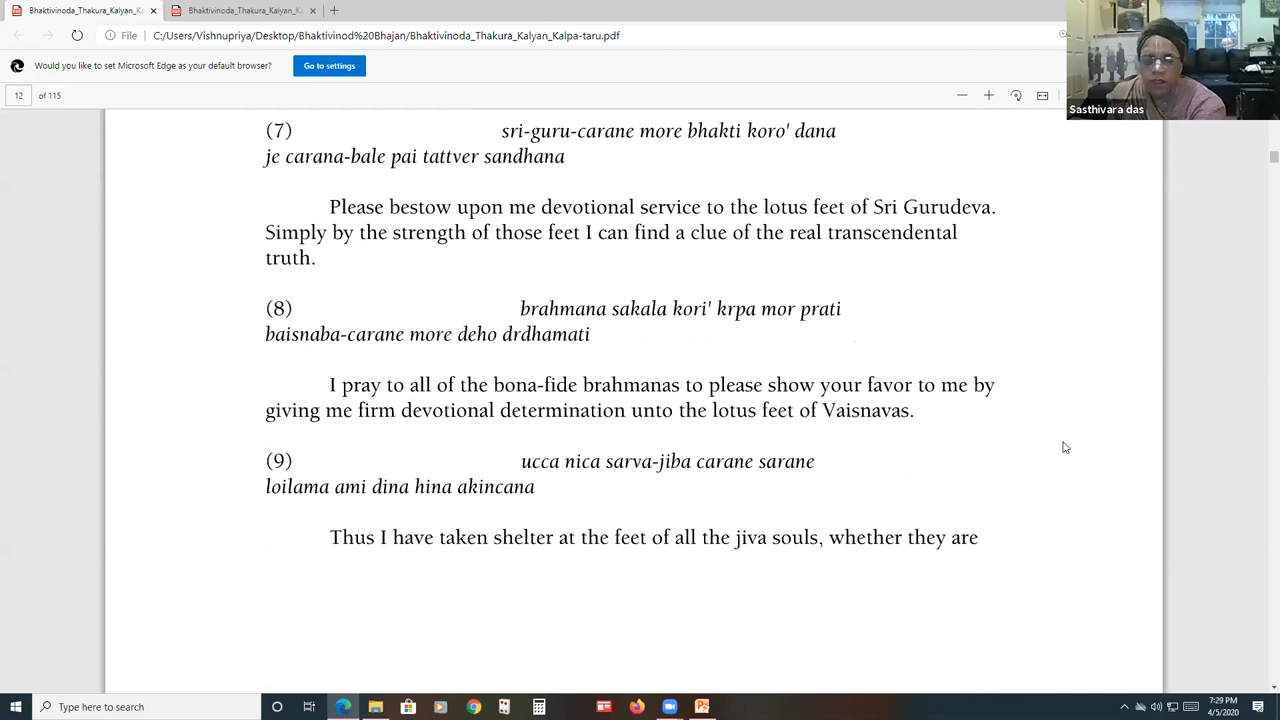 Bhaktivinoda_Thakura_Kalyan_K
Bhaktivinoda_Thakura_Kalyan_K
File C:/Users/Vishnupriya/Desktop/Bhaktivinod%20Bhajan/Bhaktivinod_Thakura_Kalyan_Kalpa-taru.pdf
Would you like to set Microsoft Edge as your default browser? Go to settings
12 of 115
Sasthivara das
(7) sri-guru-carane more bhakti koro' dana
je carana-bale pai tattver sandhana
Please bestow upon me devotional service to the lotus feet of Sri Gurudeva.
Simply by the strength of those feet I can find a clue of the real transcendental
truth.
(8) brahmana sakala kori' krpa mor prati
baisnaba-carane more deho drdhamati
I pray to all of the bona-fide brahmanas to please show your favor to me by
giving me firm devotional determination unto the lotus feet of Vaisnavas.
(9) ucca nica sarva-jiba carane sarane
loilama ami dina hina akincana
Thus I have taken shelter at the feet of all the jiva souls, whether they are
Type here to search
7:29 PM
4/5/2020